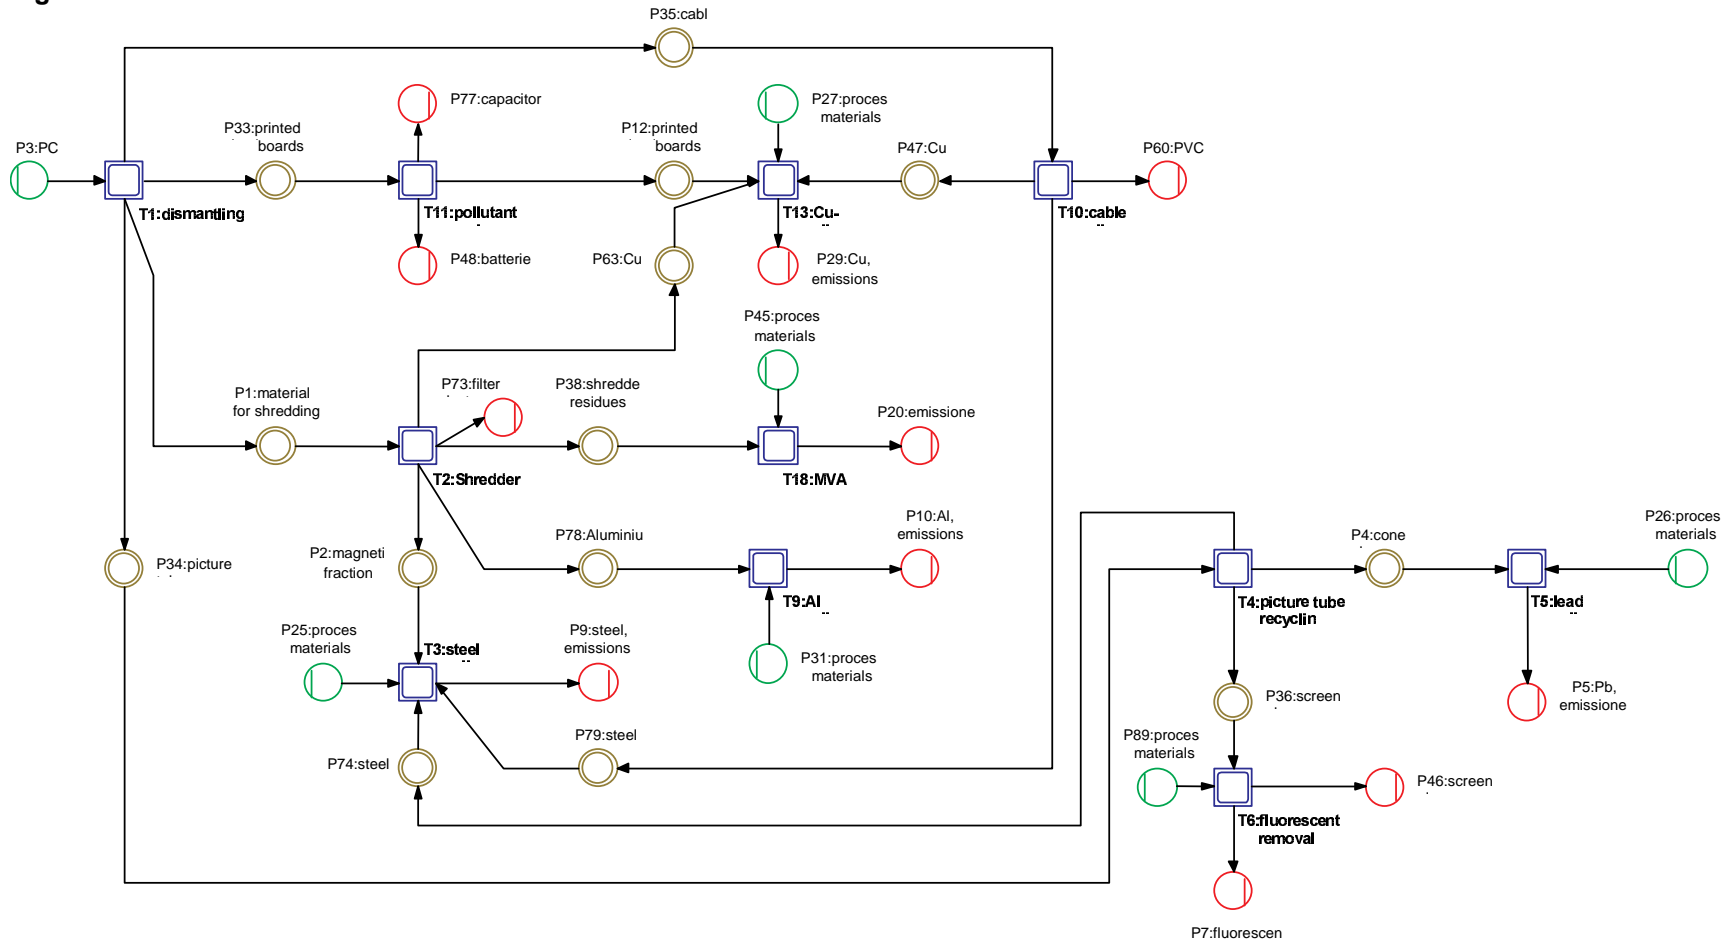 P35:cabl
P77:capacitor
P27:proces
materials
P33:printed
boards
P12:printed
boards
P3:PC
P47:Cu
P60:PVC
T1:dismantling
T11:pollutant
T13:Cu-
T10:cable
P48:batterie
P63:Cu
P29:Cu,
emissions
P45:proces
materials
P1:material
for shredding
P73:filter
P38:shredde
residues
P20:emissione
T2:Shredder
T18:MVA
P10:Al,
emissions
P26:proces
materials
P34:picture
P2:magneti
fraction
P78:Aluminiu
P4:cone
T9:Al
T4:picture tube
recyclin
T5:lead
P25:proces
materials
T3:steel
P9:steel,
emissions
P31:proces
materials
P36:screen
P5:Pb,
emissione
P74:steel
P79:steel
P89:proces
materials
P46:screen
T6:fluorescent
removal
P7:fluorescen